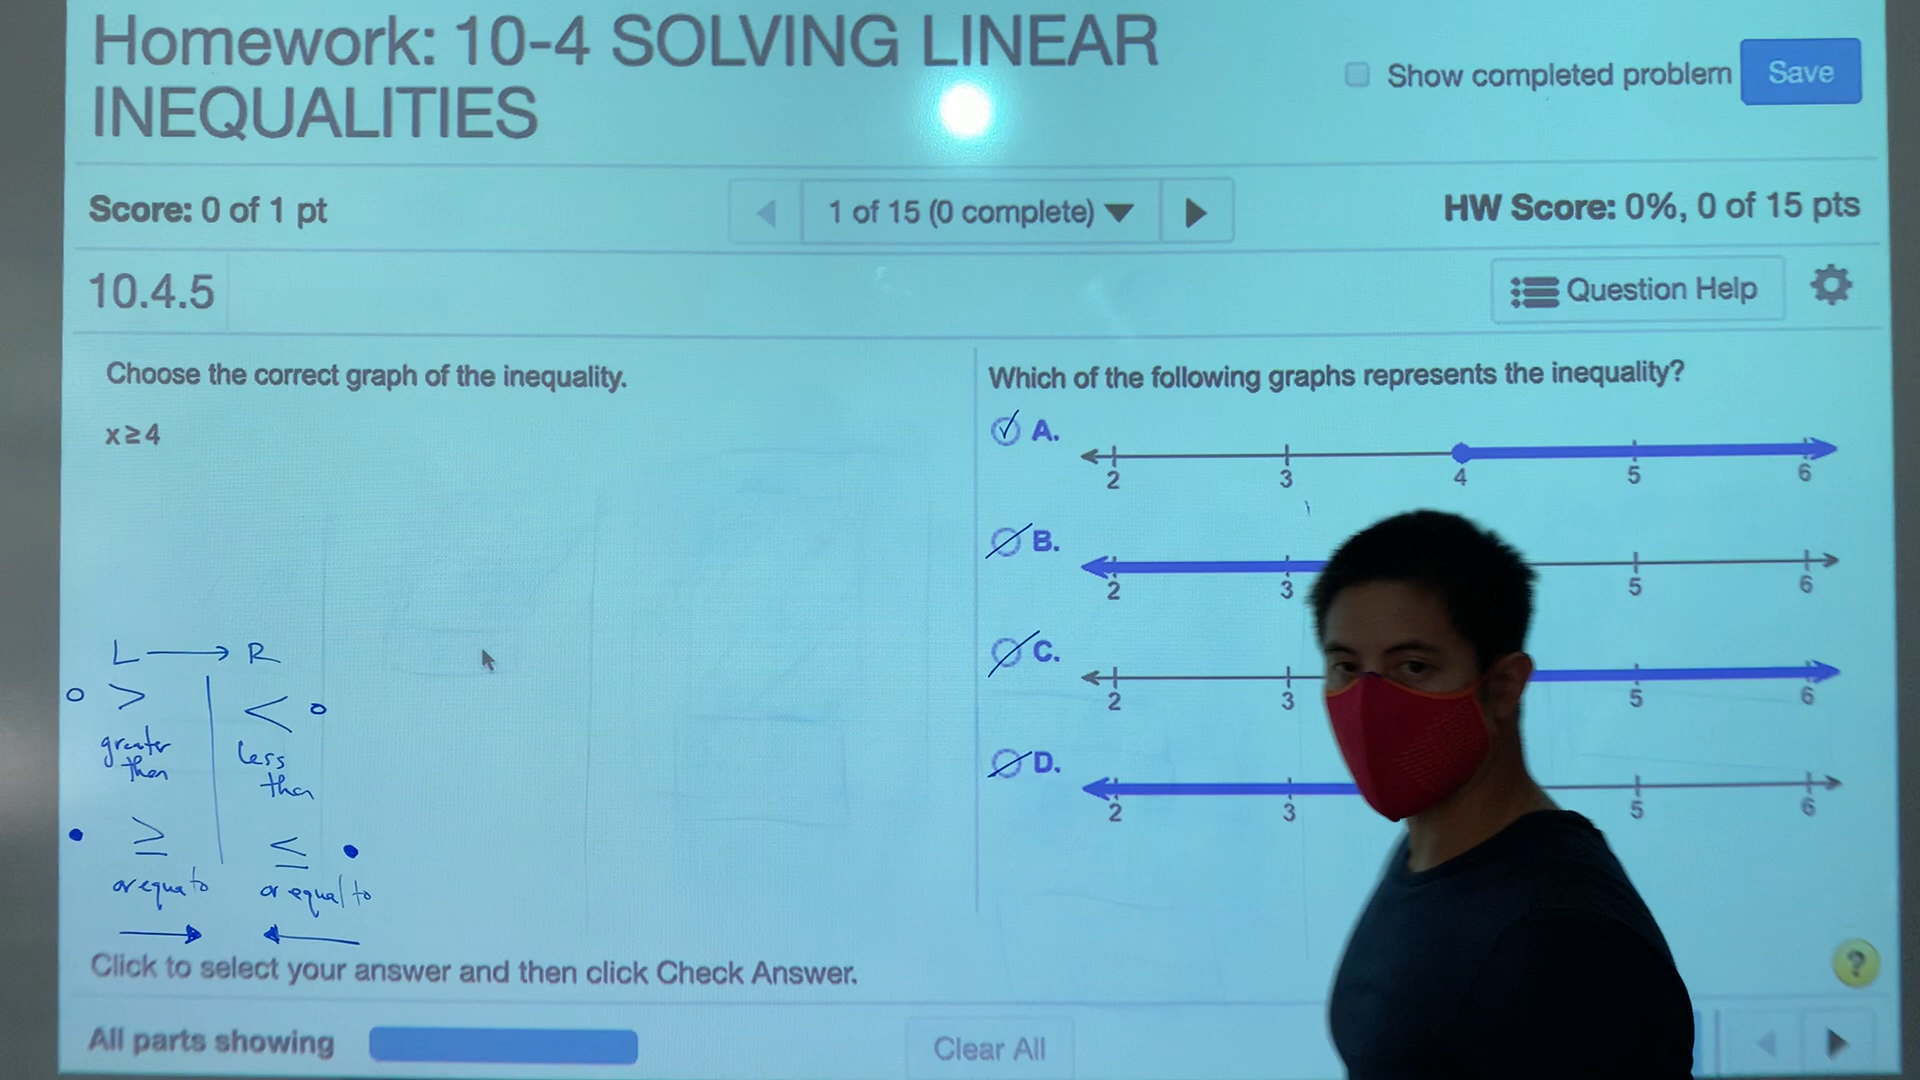 Homework: 10-4 SOLVING LINEAR
INEQUALITIES
Show completed problem
Save
Score: 0 of 1 pt
1 of 15 (0 complete)
HW Score: 0%, 0 of 15 pts
10.4.5
Question Help
Choose the correct graph of the inequality.
x≥4
Which of the following graphs represents the inequality?
A.
2 3 4 5 6
B.
2 3 5 6
C.
2 3 5 6
D.
2 3 5 6
L → R
> <
greater than
less than
≥ ≤
or equa to
or equal to
Click to select your answer and then click Check Answer.
?
All parts showing
Clear All